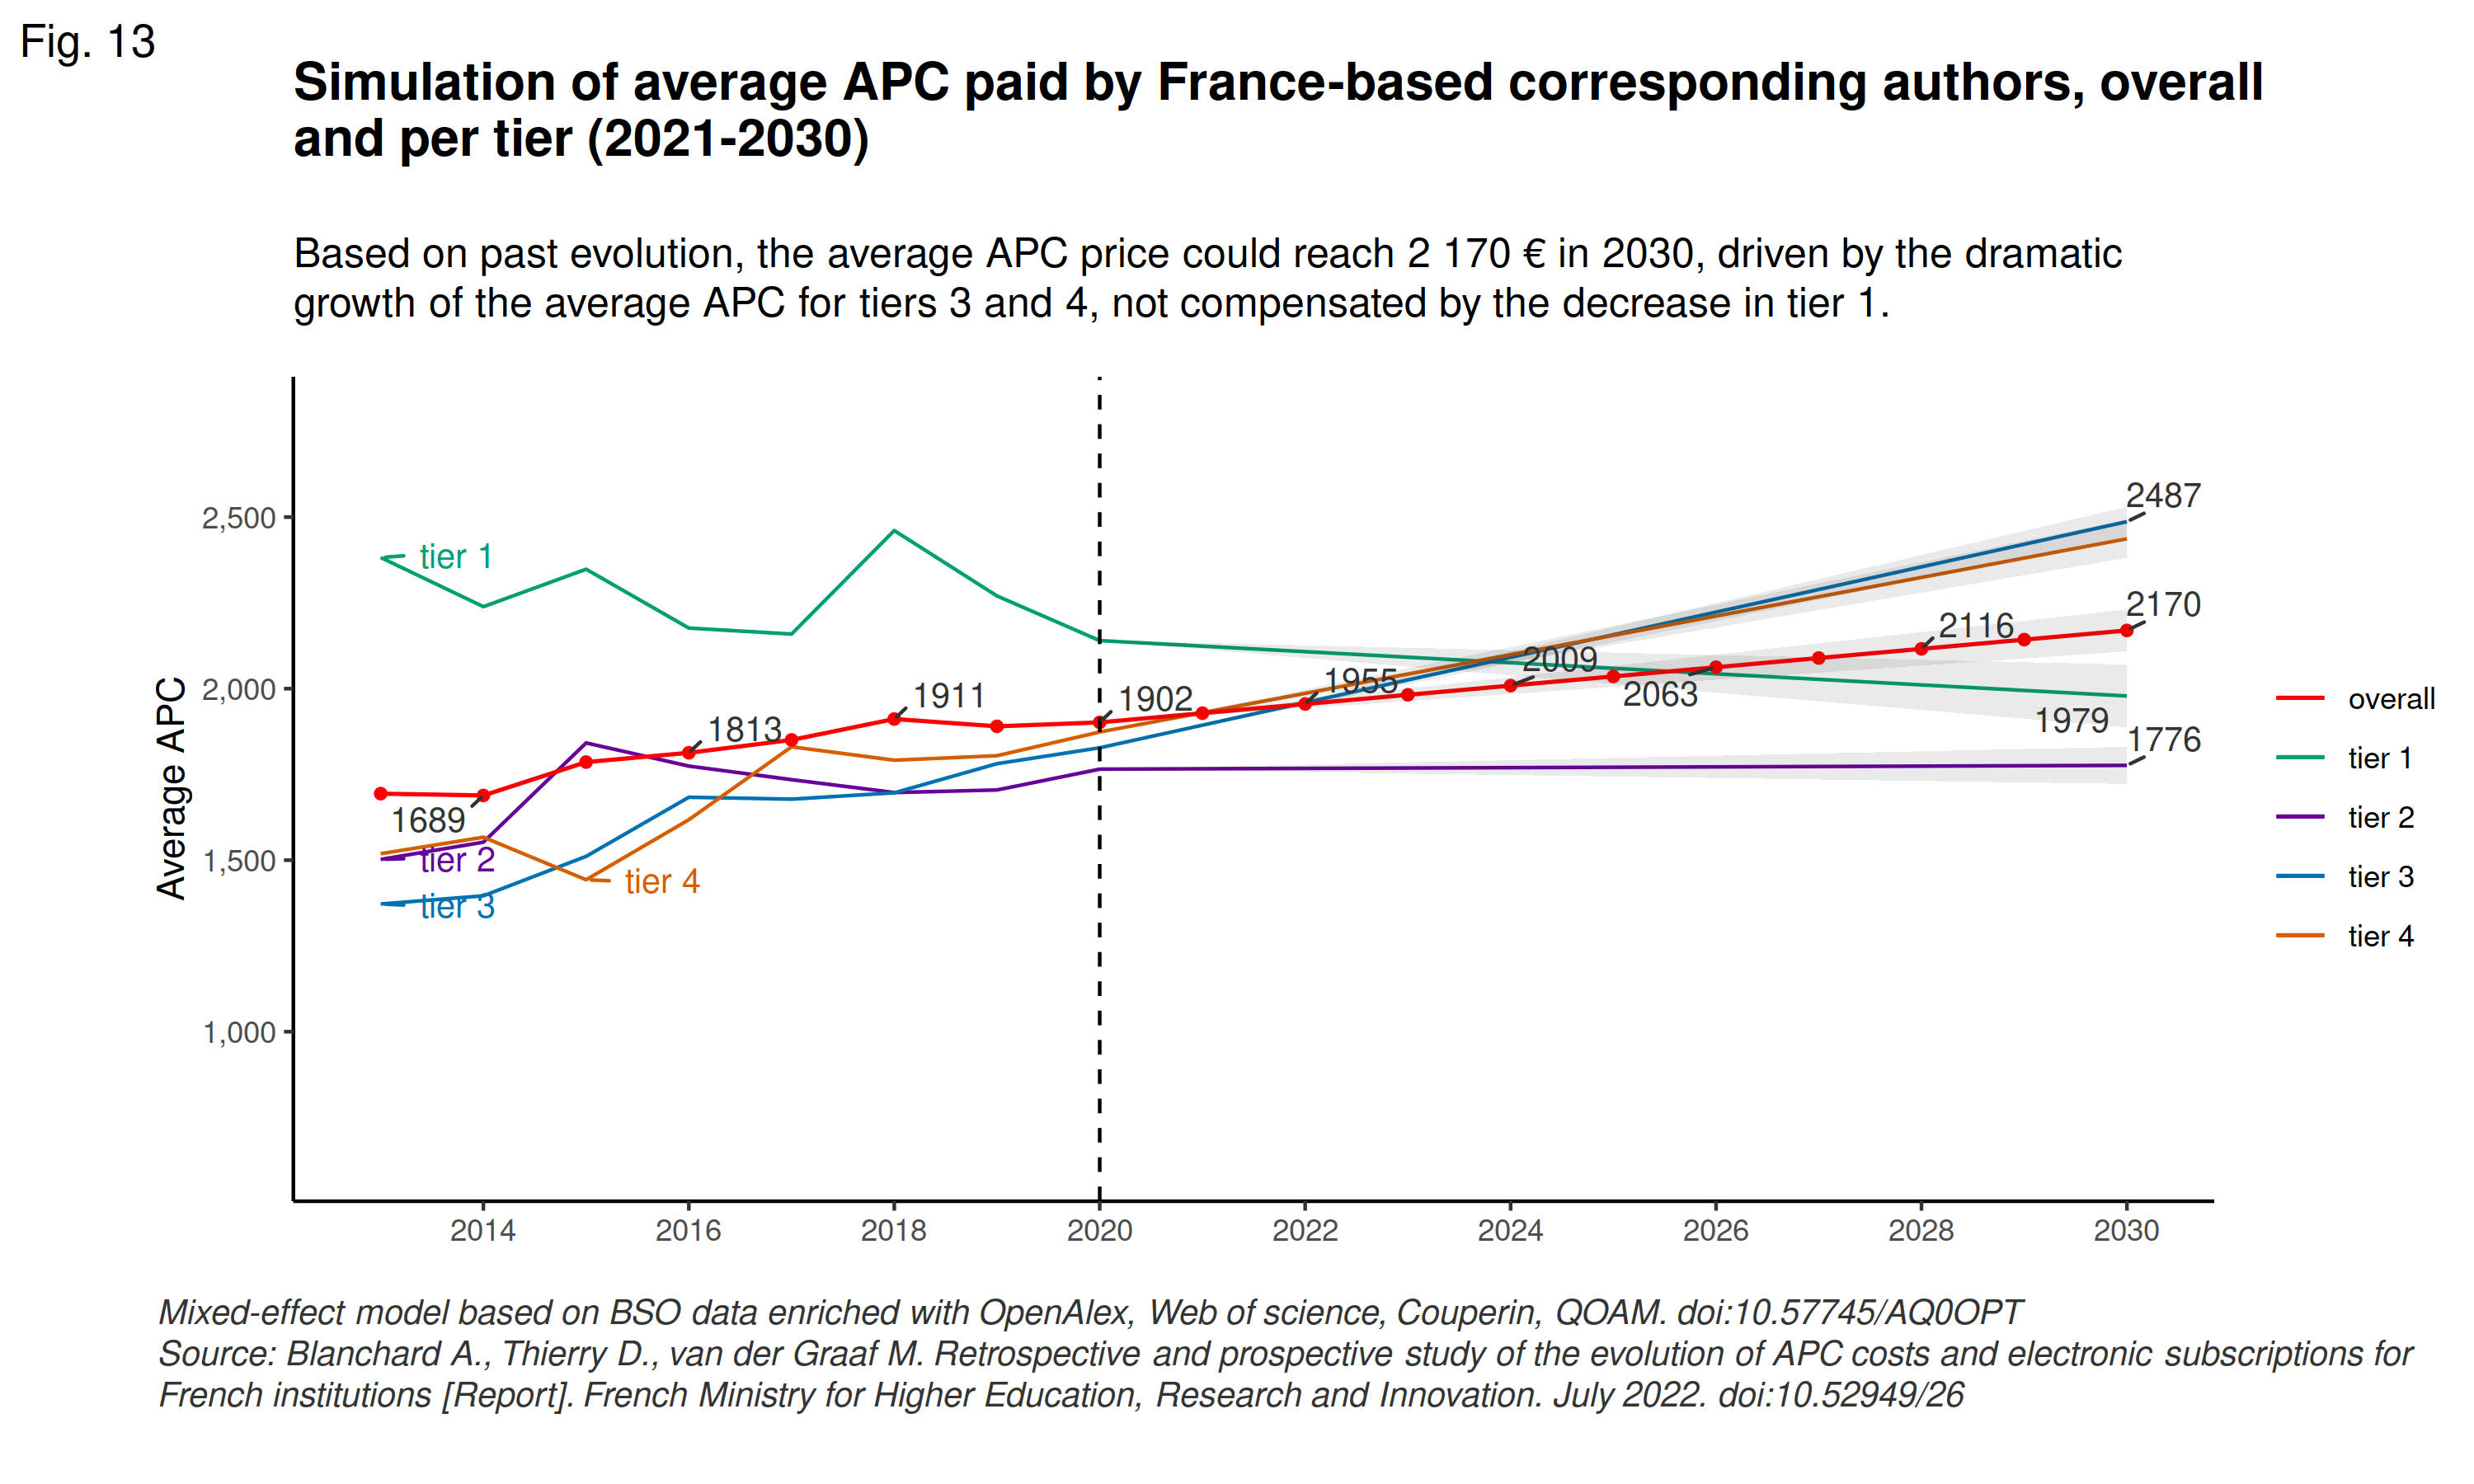 Fig. 13
Simulation of average APC paid by France-based corresponding authors, overall
and per tier (2021-2030)
Based on past evolution, the average APC price could reach 2 170 € in 2030, driven by the dramatic
growth of the average APC for tiers 3 and 4, not compensated by the decrease in tier 1.
Average APC
2,500
2,000
1,500
1,000
tier 1
tier 2
tier 3
tier 4
1689
1813
1911
1902
1955
2009
2063
2116
2487
2170
1979
1776
overall
tier 1
tier 2
tier 3
tier 4
2014
2016
2018
2020
2022
2024
2026
2028
2030
Mixed-effect model based on BSO data enriched with OpenAlex, Web of science, Couperin, QOAM. doi:10.57745/AQ0OPT
Source: Blanchard A., Thierry D., van der Graaf M. Retrospective and prospective study of the evolution of APC costs and electronic subscriptions for
French institutions [Report]. French Ministry for Higher Education, Research and Innovation. July 2022. doi:10.52949/26